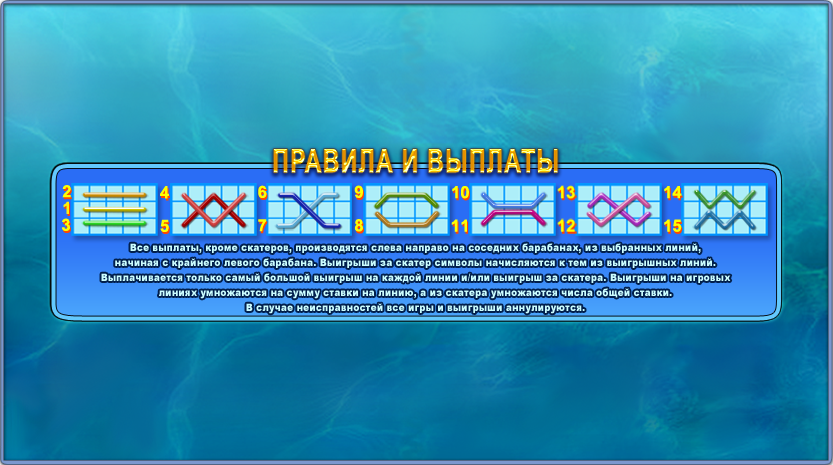 ПРАВИЛА И ВЫПЛАТЫ
2 4 6 9 10 13 14
1
3 5 7 8 11 12 15
Все выплаты, кроме скатеров, производятся слева направо на соседних барабанах, из выбранных линий,
начиная с крайнего левого барабана. Выигрыши за скатер символы начисляются к тем из выигрышных линий.
Выплачивается только самый большой выигрыш на каждой линии и/или выигрыш за скатера. Выигрыши на игровых
линиях умножаются на сумму ставки на линию, а из скатера умножаются числа общей ставки.
В случае неисправностей все игры и выигрыши аннулируются.